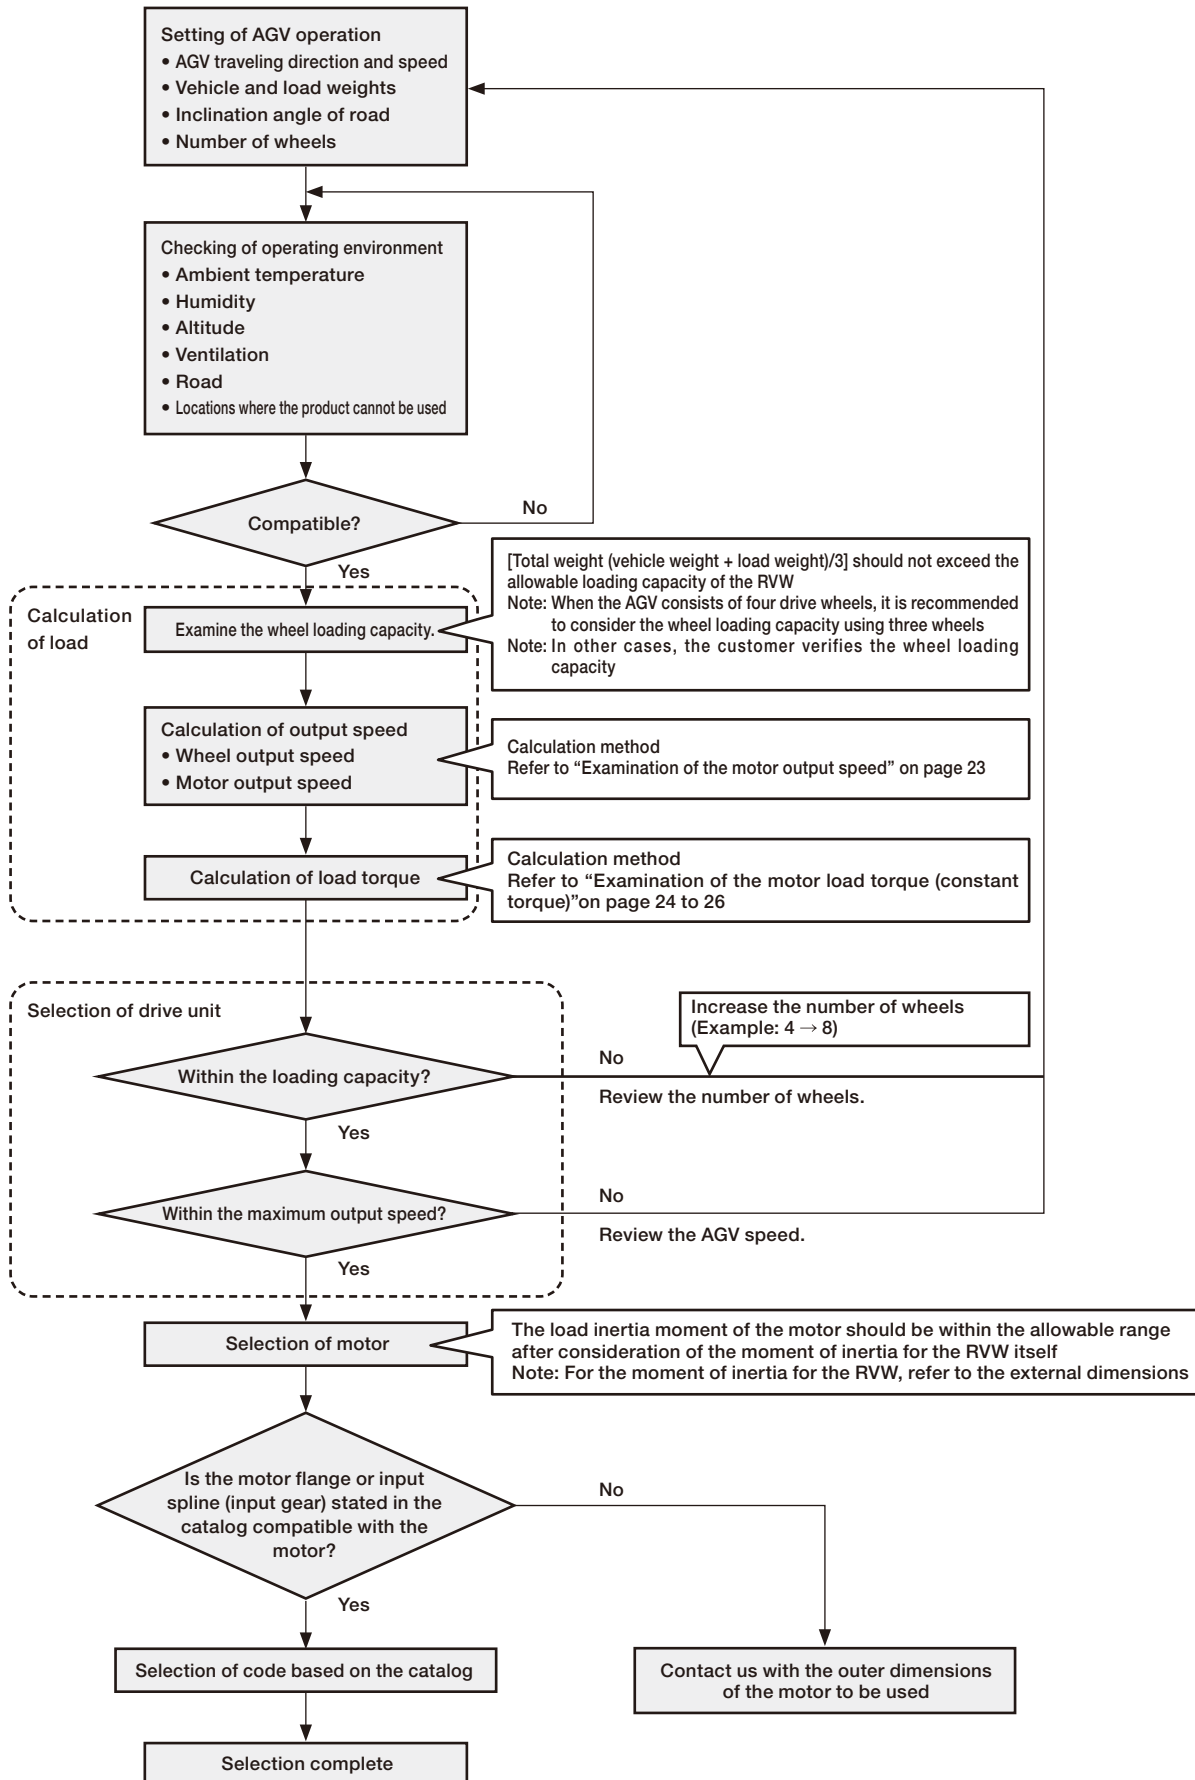 Setting of AGV operation
• AGV traveling direction and speed
• Vehicle and load weights
• Inclination angle of road
• Number of wheels
Checking of operating environment
• Ambient temperature
• Humidity
• Altitude
• Ventilation
• Road
• Locations where the product cannot be used
Compatible?
No
Yes
Calculation
of load
Examine the wheel loading capacity.
[Total weight (vehicle weight + load weight)/3] should not exceed the
allowable loading capacity of the RVW
Note: When the AGV consists of four drive wheels, it is recommended
to consider the wheel loading capacity using three wheels
Note: In other cases, the customer verifies the wheel loading
capacity
Calculation of output speed
• Wheel output speed
• Motor output speed
Calculation method
Refer to “Examination of the motor output speed” on page 23
Calculation of load torque
Calculation method
Refer to “Examination of the motor load torque (constant
torque)”on page 24 to 26
Selection of drive unit
Increase the number of wheels
(Example: 4 → 8)
Within the loading capacity?
No
Review the number of wheels.
Yes
Within the maximum output speed?
No
Review the AGV speed.
Yes
Selection of motor
The load inertia moment of the motor should be within the allowable range
after consideration of the moment of inertia for the RVW itself
Note: For the moment of inertia for the RVW, refer to the external dimensions
Is the motor flange or input
spline (input gear) stated in the
catalog compatible with the
motor?
No
Yes
Selection of code based on the catalog
Contact us with the outer dimensions
of the motor to be used
Selection complete